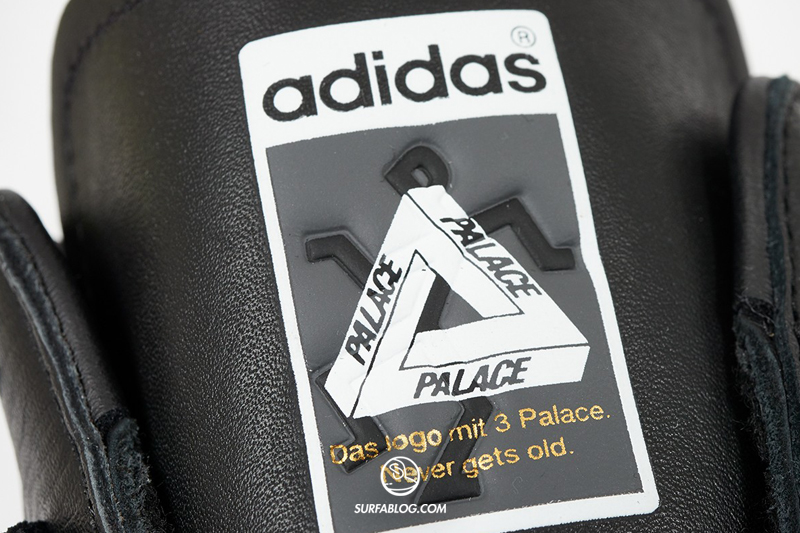 adidas®
PALACE
PALACE
PALACE
Das logo mit 3 Palace.
Never gets old.
SURFABLOG.COM